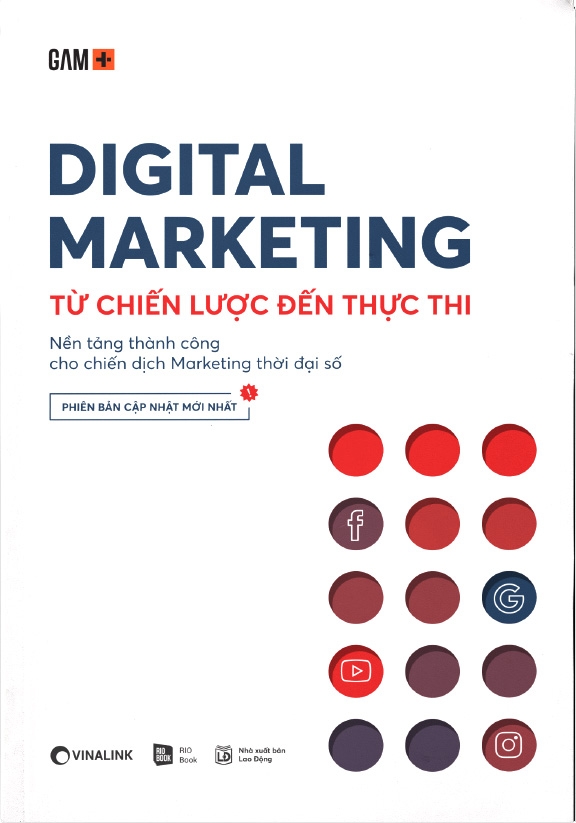 GAM+
DIGITAL
MARKETING
TỪ CHIẾN LƯỢC ĐẾN THỰC THI
Nền tảng thành công
cho chiến dịch Marketing thời đại số
PHIÊN BẢN CẬP NHẬT MỚI NHẤT
!
f
G
VINALINK
RIO
BOOK
RIO
Book
LĐ
Nhà xuất bản
Lao Động